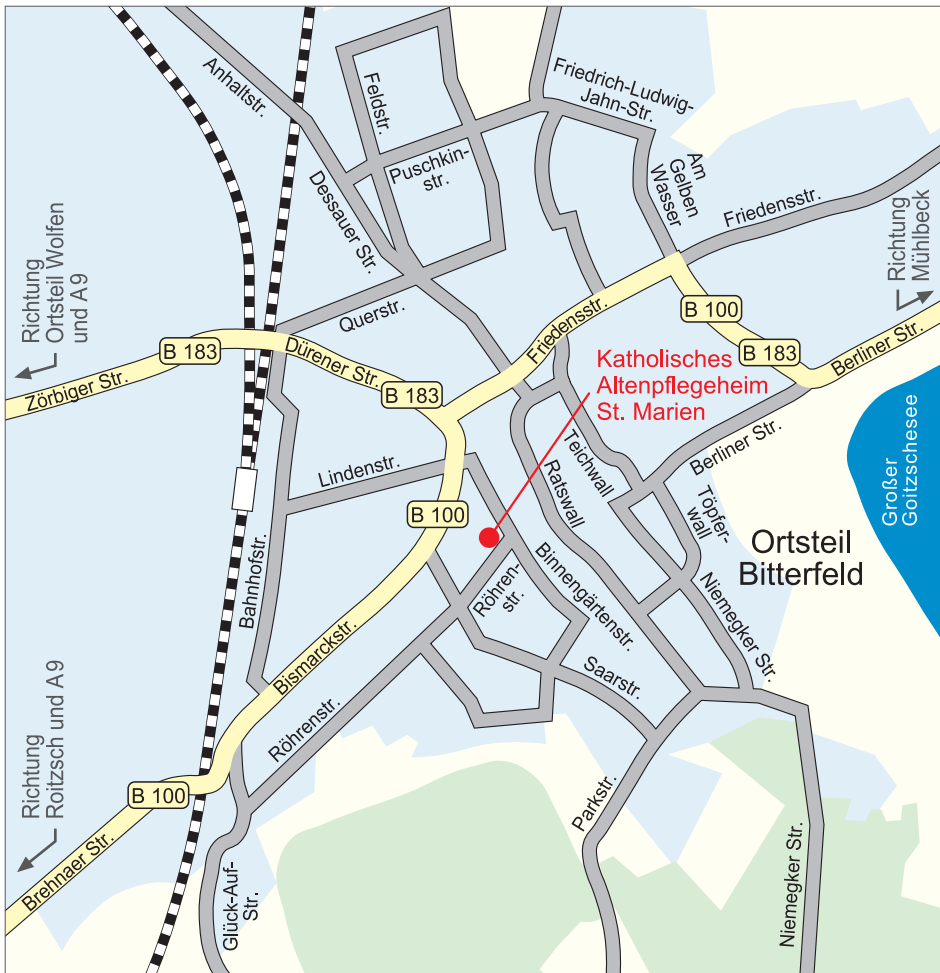 Anhaltstr.
Feldstr.
Friedrich-Ludwig-
Jahn-Str.
Puschkin-
str.
Am
Gelben
Wasser
Friedensstr.
Dessauer Str.
Richtung
Mühlbeck
Richtung
Ortsteil Wolfen
und A9
Querstr.
Friedensstr.
B 100
B 183
Dürener Str.
B 183
Berliner Str.
Zörbiger Str.
B 183
Katholisches
Altenpflegeheim
St. Marien
Berliner Str.
Teichwall
Ratswall
Lindenstr.
Töpfer-
wall
Großer
Goitzschesee
B 100
Ortsteil
Bitterfeld
Bahnhofstr.
Röhren-
str.
Binnengärtenstr.
Niemegker Str.
Bismarckstr.
Saarstr.
Röhrenstr.
Richtung
Roitzsch und A9
B 100
Parkstr.
Brehnaer Str.
Glück-Auf-
Str.
Niemegker Str.